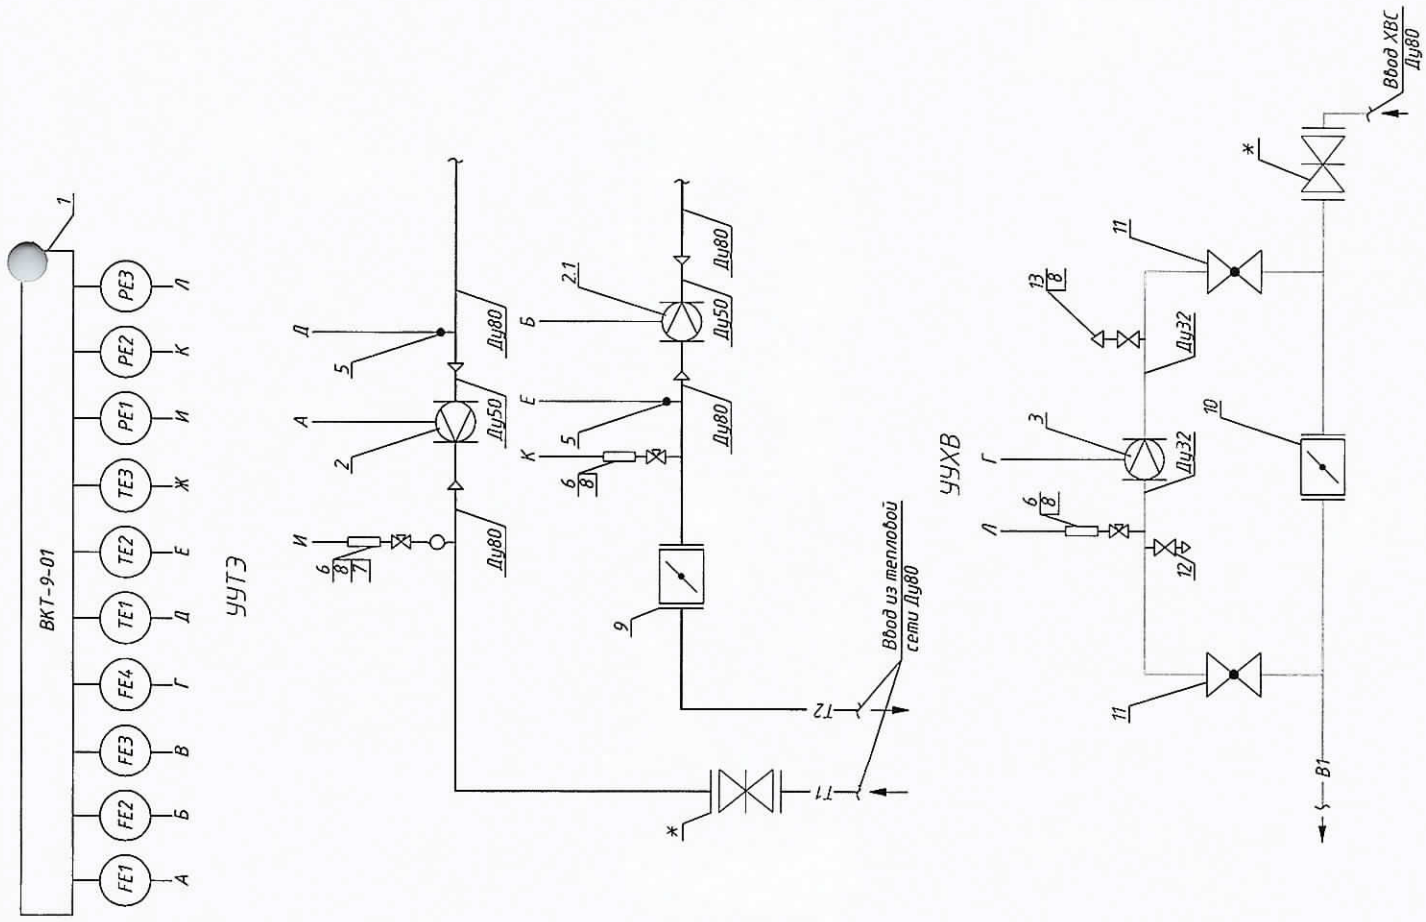 ВКТ-9-01
1
FE1
FE2
FE3
FE4
TE1
TE2
TE3
PE1
PE2
PE3
А
Б
В
Г
Д
Е
Ж
И
К
Л
УУТЭ
И
6
8
7
А
2
Д
5
Ду80
Ду50
Ду80
К
6
8
Е
5
Б
2.1
Ду80
Ду50
Ду80
9
*
Т1
Т2
Ввод из тепловой
сети Ду80
УУХВ
Л
6
8
Г
3
13
8
11
12
Ду32
Ду32
11
10
*
В1
Ввод ХВС
Ду80